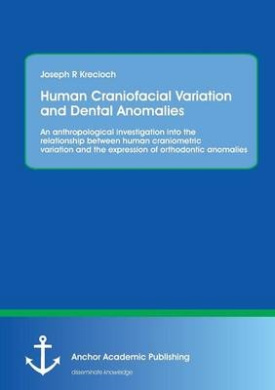 Joseph R Krecioch
Human Craniofacial Variation
and Dental Anomalies
An anthropological investigation into the
relationship between human craniometric
variation and the expression of orthodontic anomalies
Anchor Academic Publishing
disseminate knowledge